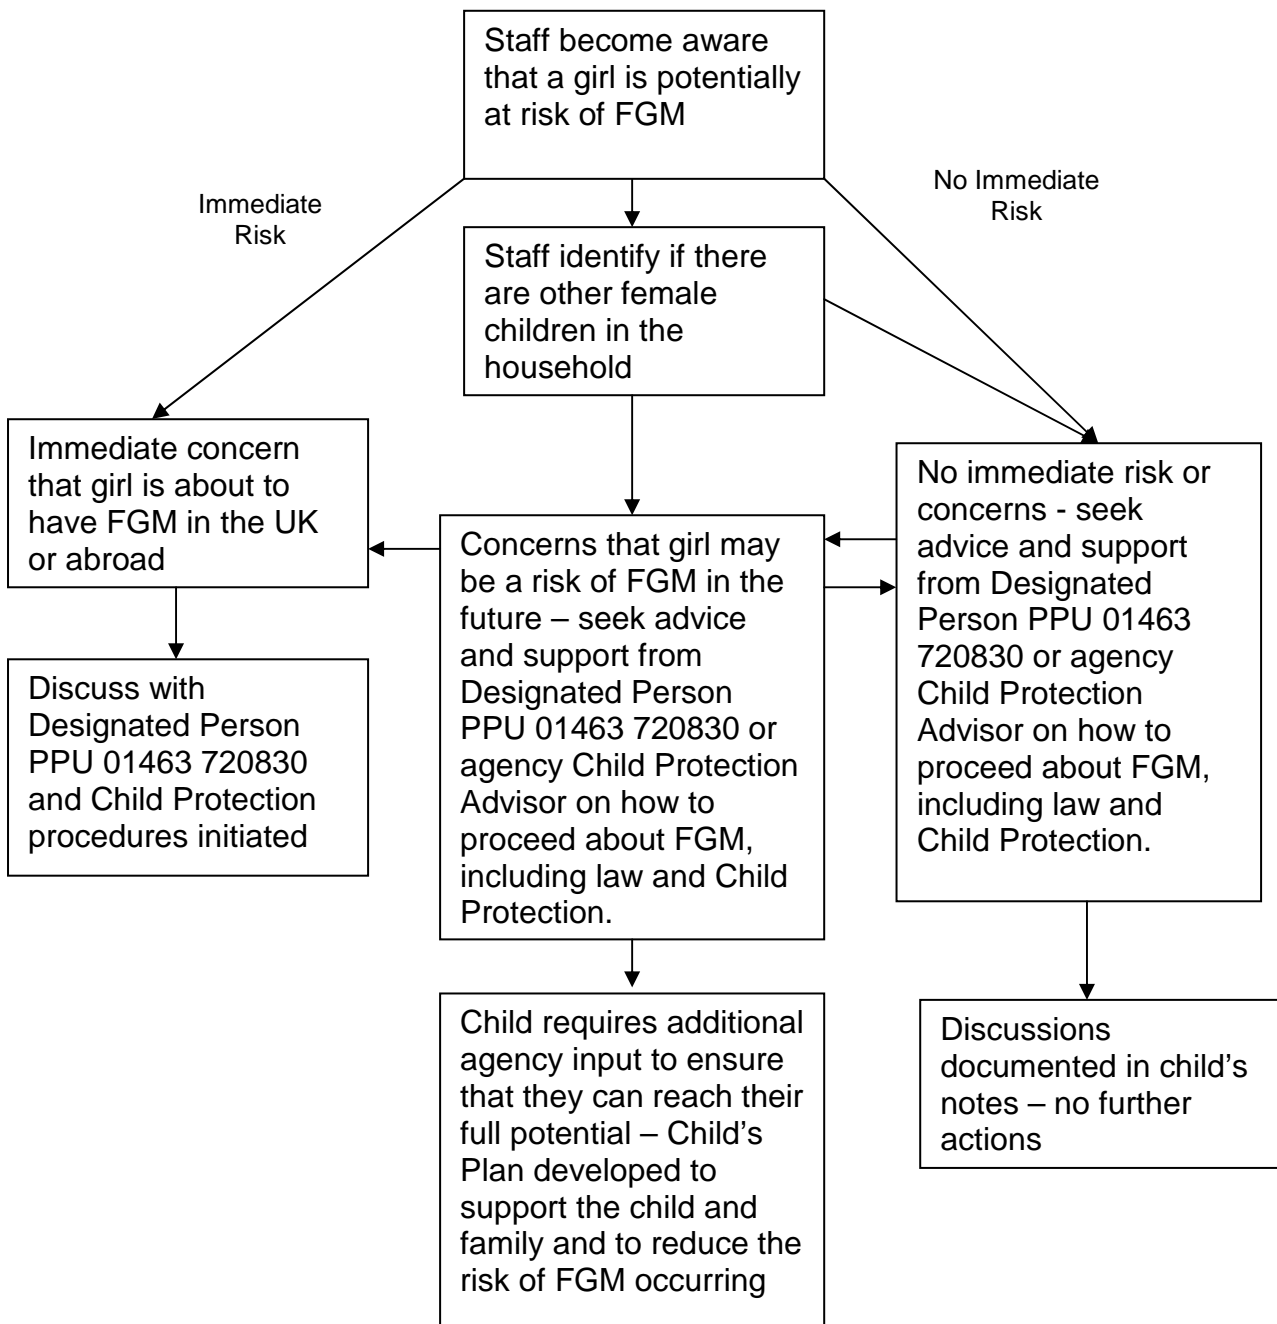 Staff become aware
that a girl is potentially
at risk of FGM
Immediate
Risk
No Immediate
Risk
Staff identify if there
are other female
children in the
household
Immediate concern
that girl is about to
have FGM in the UK
or abroad
Concerns that girl may
be a risk of FGM in the
future – seek advice
and support from
Designated Person
PPU 01463 720830 or
agency Child Protection
Advisor on how to
proceed about FGM,
including law and Child
Protection.
No immediate risk or
concerns - seek
advice and support
from Designated
Person PPU 01463
720830 or agency
Child Protection
Advisor on how to
proceed about FGM,
including law and
Child Protection.
Discuss with
Designated Person
PPU 01463 720830
and Child Protection
procedures initiated
Child requires additional
agency input to ensure
that they can reach their
full potential – Child’s
Plan developed to
support the child and
family and to reduce the
risk of FGM occurring
Discussions
documented in child’s
notes – no further
actions